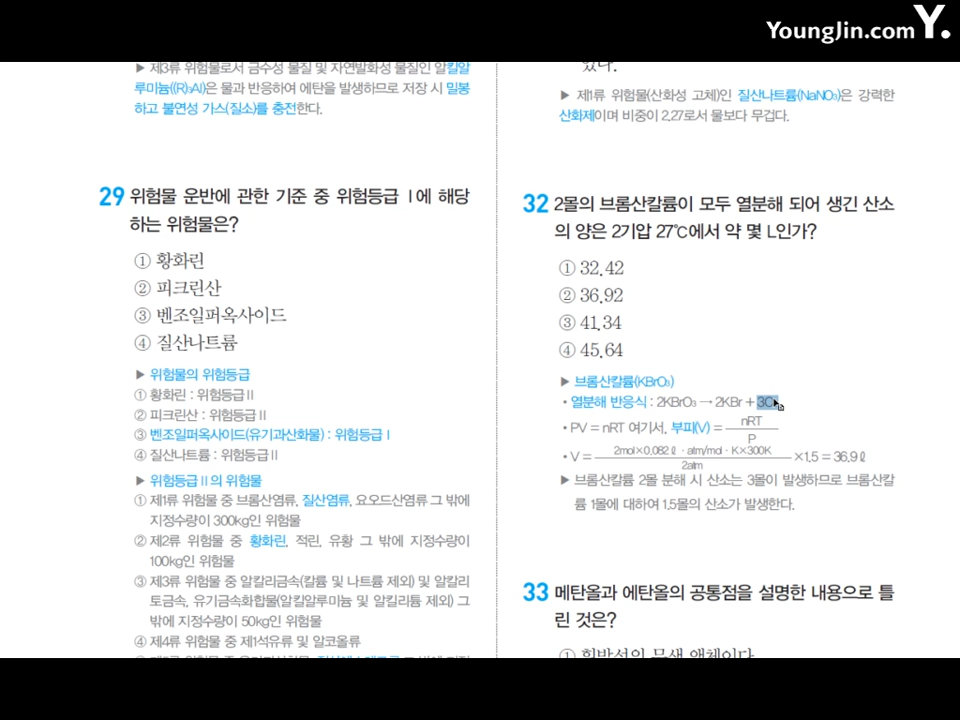 YoungJin.com Y.
▶ 제3류 위험물로서 금수성 물질 및 자연발화성 물질인 알킬알
루미늄((R)₃Al)은 물과 반응하여 에탄을 발생하므로 저장 시 밀봉
하고 불연성 가스(질소)를 충전한다.
29 위험물 운반에 관한 기준 중 위험등급 Ⅰ에 해당
하는 위험물은?
① 황화린
② 피크린산
③ 벤조일퍼옥사이드
④ 질산나트륨
▶ 위험물의 위험등급
① 황화린 : 위험등급Ⅱ
② 피크린산 : 위험등급Ⅱ
③ 벤조일퍼옥사이드(유기과산화물) : 위험등급Ⅰ
④ 질산나트륨 : 위험등급Ⅱ
▶ 위험등급Ⅱ의 위험물
① 제1류 위험물 중 브롬산염류, 질산염류, 요오드산염류 그 밖에
지정수량이 300kg인 위험물
② 제2류 위험물 중 황화린, 적린, 유황 그 밖에 지정수량이
100kg인 위험물
③ 제3류 위험물 중 알칼리금속(칼륨 및 나트륨 제외) 및 알칼리
토금속, 유기금속화합물(알킬알루미늄 및 알킬리튬 제외) 그
밖에 지정수량이 50kg인 위험물
④ 제4류 위험물 중 제1석유류 및 알코올류
있다.
▶ 제1류 위험물(산화성 고체)인 질산나트륨(NaNO₃)은 강력한
산화제이며 비중이 2.27로서 물보다 무겁다.
32 2몰의 브롬산칼륨이 모두 열분해 되어 생긴 산소
의 양은 2기압 27℃에서 약 몇 L인가?
① 32.42
② 36.92
③ 41.34
④ 45.64
▶ 브롬산칼륨(KBrO₃)
• 열분해 반응식 : 2KBrO₃ → 2KBr + 3O
• PV = nRT 여기서, 부피(V) = nRT / P
• V = 2mol×0.082ℓ · atm/mol · K×300K / 2atm ×1.5 = 36.9ℓ
▶ 브롬산칼륨 2몰 분해 시 산소는 3몰이 발생하므로 브롬산칼
륨 1몰에 대하여 1.5몰의 산소가 발생한다.
33 메탄올과 에탄올의 공통점을 설명한 내용으로 틀
린 것은?
① 휘발성의 무색 액체이다